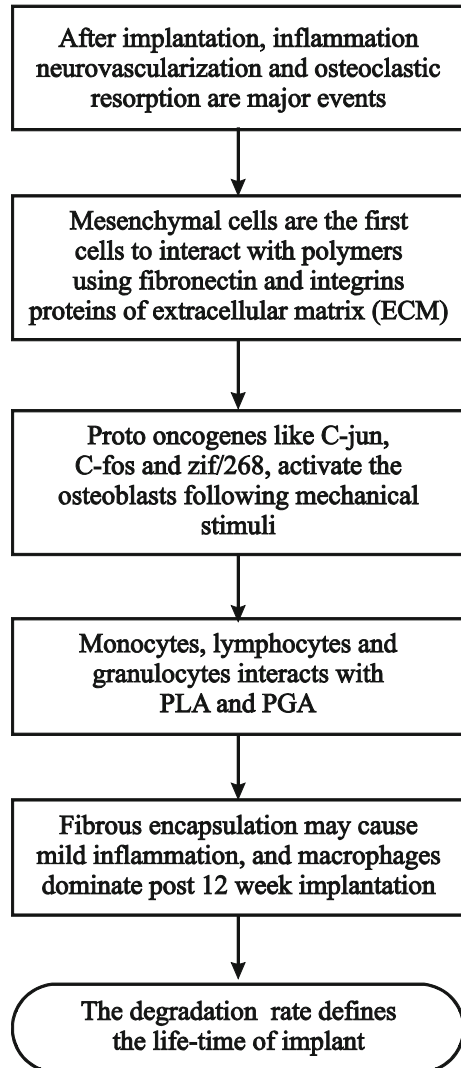 After implantation, inflammation
neurovascularization and osteoclastic
resorption are major events
Mesenchymal cells are the first
cells to interact with polymers
using fibronectin and integrins
proteins of extracellular matrix (ECM)
Proto oncogenes like C-jun,
C-fos and zif/268, activate the
osteoblasts following mechanical
stimuli
Monocytes, lymphocytes and
granulocytes interacts with
PLA and PGA
Fibrous encapsulation may cause
mild inflammation, and macrophages
dominate post 12 week implantation
The degradation rate defines
the life-time of implant